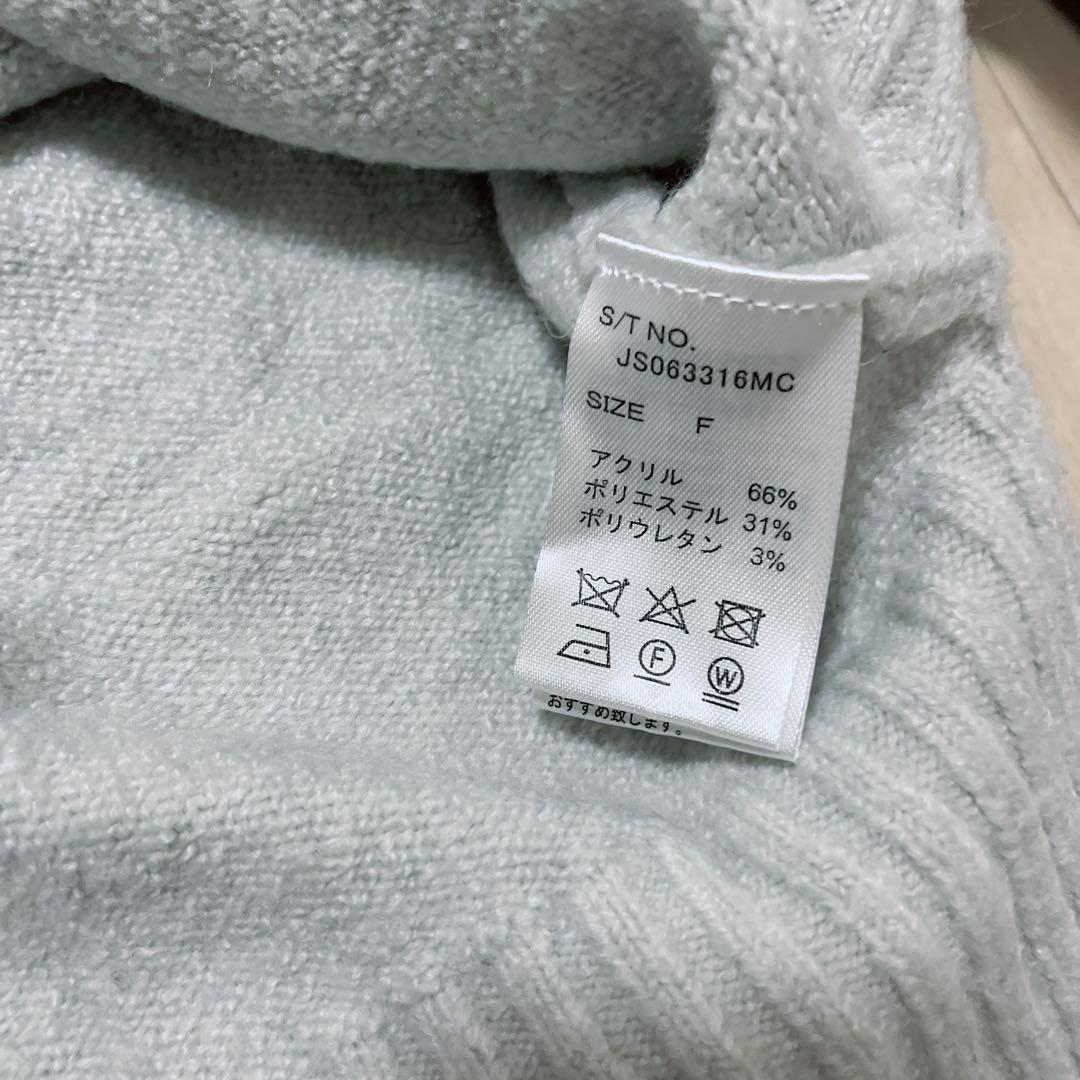 S/T NO.
JS063316MC
SIZE F
アクリル 66%
ポリエステル 31%
ポリウレタン 3%
F
W
おすすめ致します。